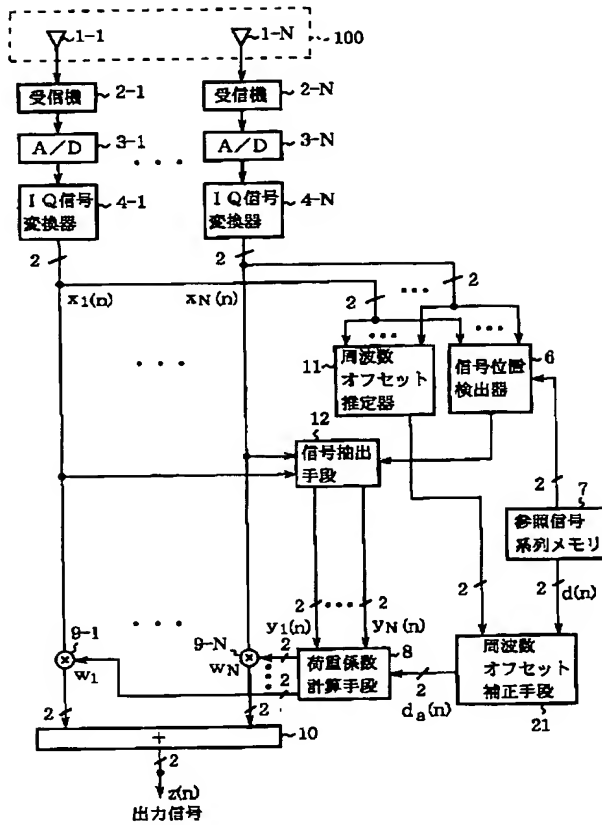 1-1
1-N
100
受信機
2-1
受信機
2-N
A/D
3-1
A/D
3-N
IQ信号
変換器
4-1
IQ信号
変換器
4-N
2
2
2
2
x₁(n)
x_N(n)
11
周波数
オフセット
推定器
信号位置
検出器
6
12
信号抽出
手段
2
7
参照信号
系列メモリ
2
2
d(n)
2
2
y₁(n)
y_N(n)
9-1
w₁
9-N
w_N
2
2
荷重係数
計算手段
8
2
d_a(n)
周波数
オフセット
補正手段
21
2
2
+
10
2
z(n)
出力信号